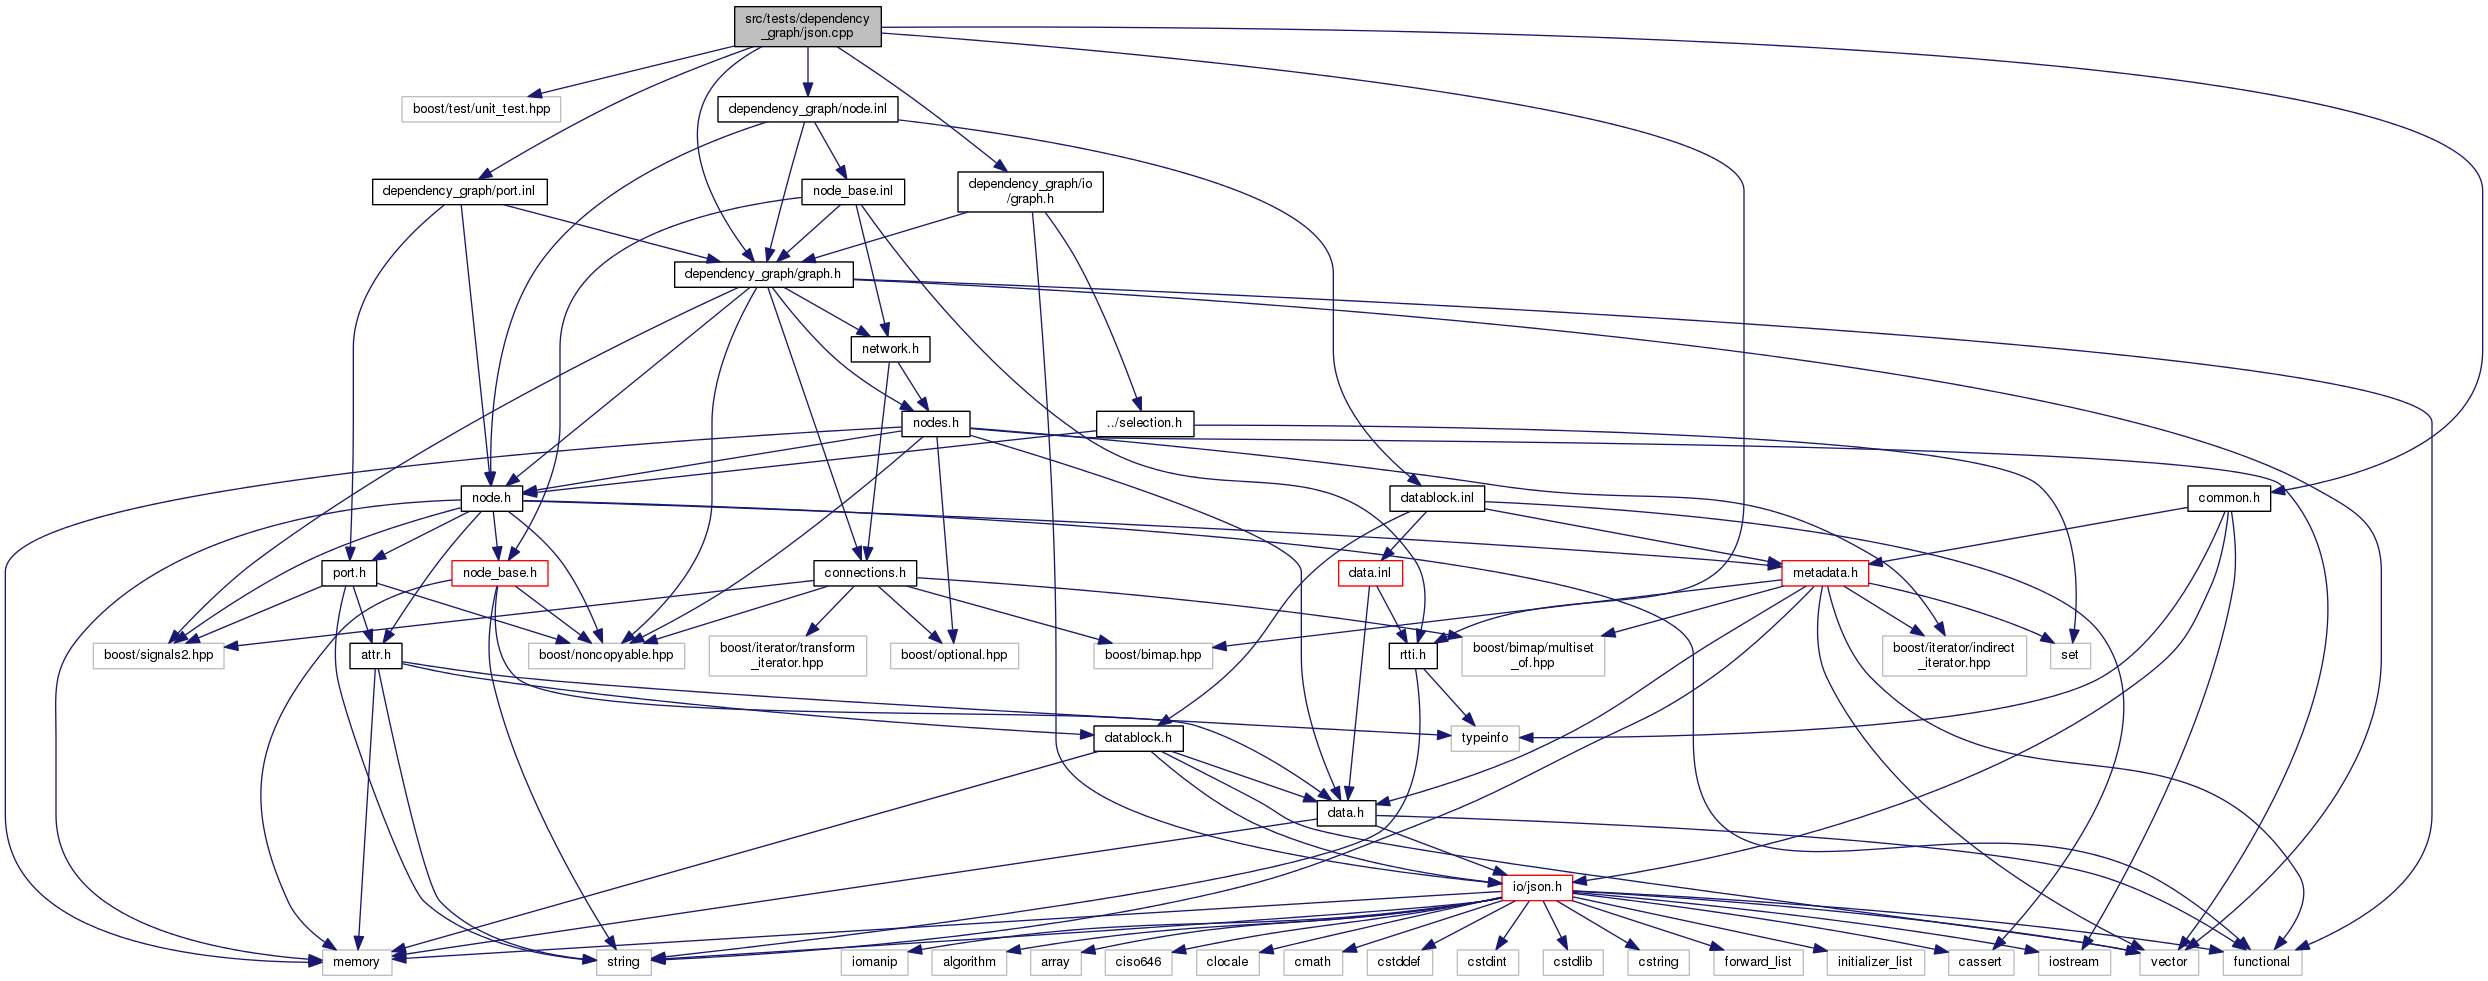 src/tests/dependency
_graph/json.cpp
boost/test/unit_test.hpp
dependency_graph/node.inl
dependency_graph/port.inl
node_base.inl
dependency_graph/io
/graph.h
dependency_graph/graph.h
network.h
nodes.h
../selection.h
node.h
datablock.inl
common.h
port.h
node_base.h
connections.h
data.inl
metadata.h
boost/signals2.hpp
attr.h
boost/noncopyable.hpp
boost/iterator/transform
_iterator.hpp
boost/optional.hpp
boost/bimap.hpp
rtti.h
boost/bimap/multiset
_of.hpp
boost/iterator/indirect
_iterator.hpp
set
datablock.h
typeinfo
data.h
io/json.h
memory
string
iomanip
algorithm
array
ciso646
clocale
cmath
cstddef
cstdint
cstdlib
cstring
forward_list
initializer_list
cassert
iostream
vector
functional